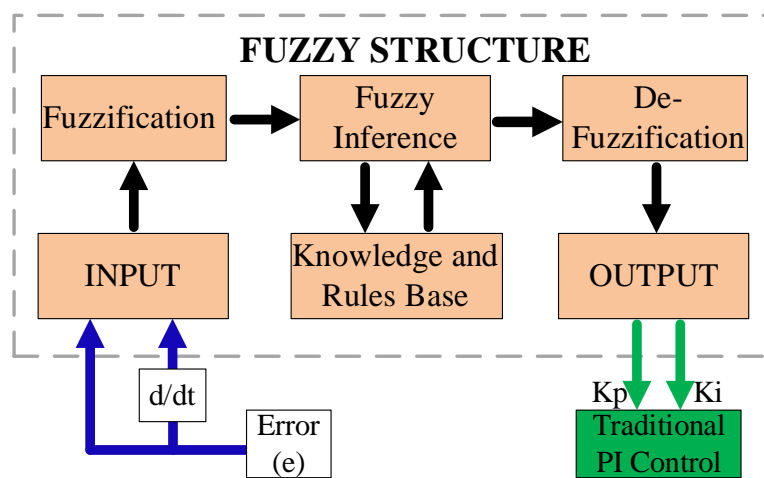 FUZZY STRUCTURE
Fuzzification
Fuzzy
Inference
De-
Fuzzification
INPUT
Knowledge and
Rules Base
OUTPUT
d/dt
Error
(e)
Kp
Ki
Traditional
PI Control